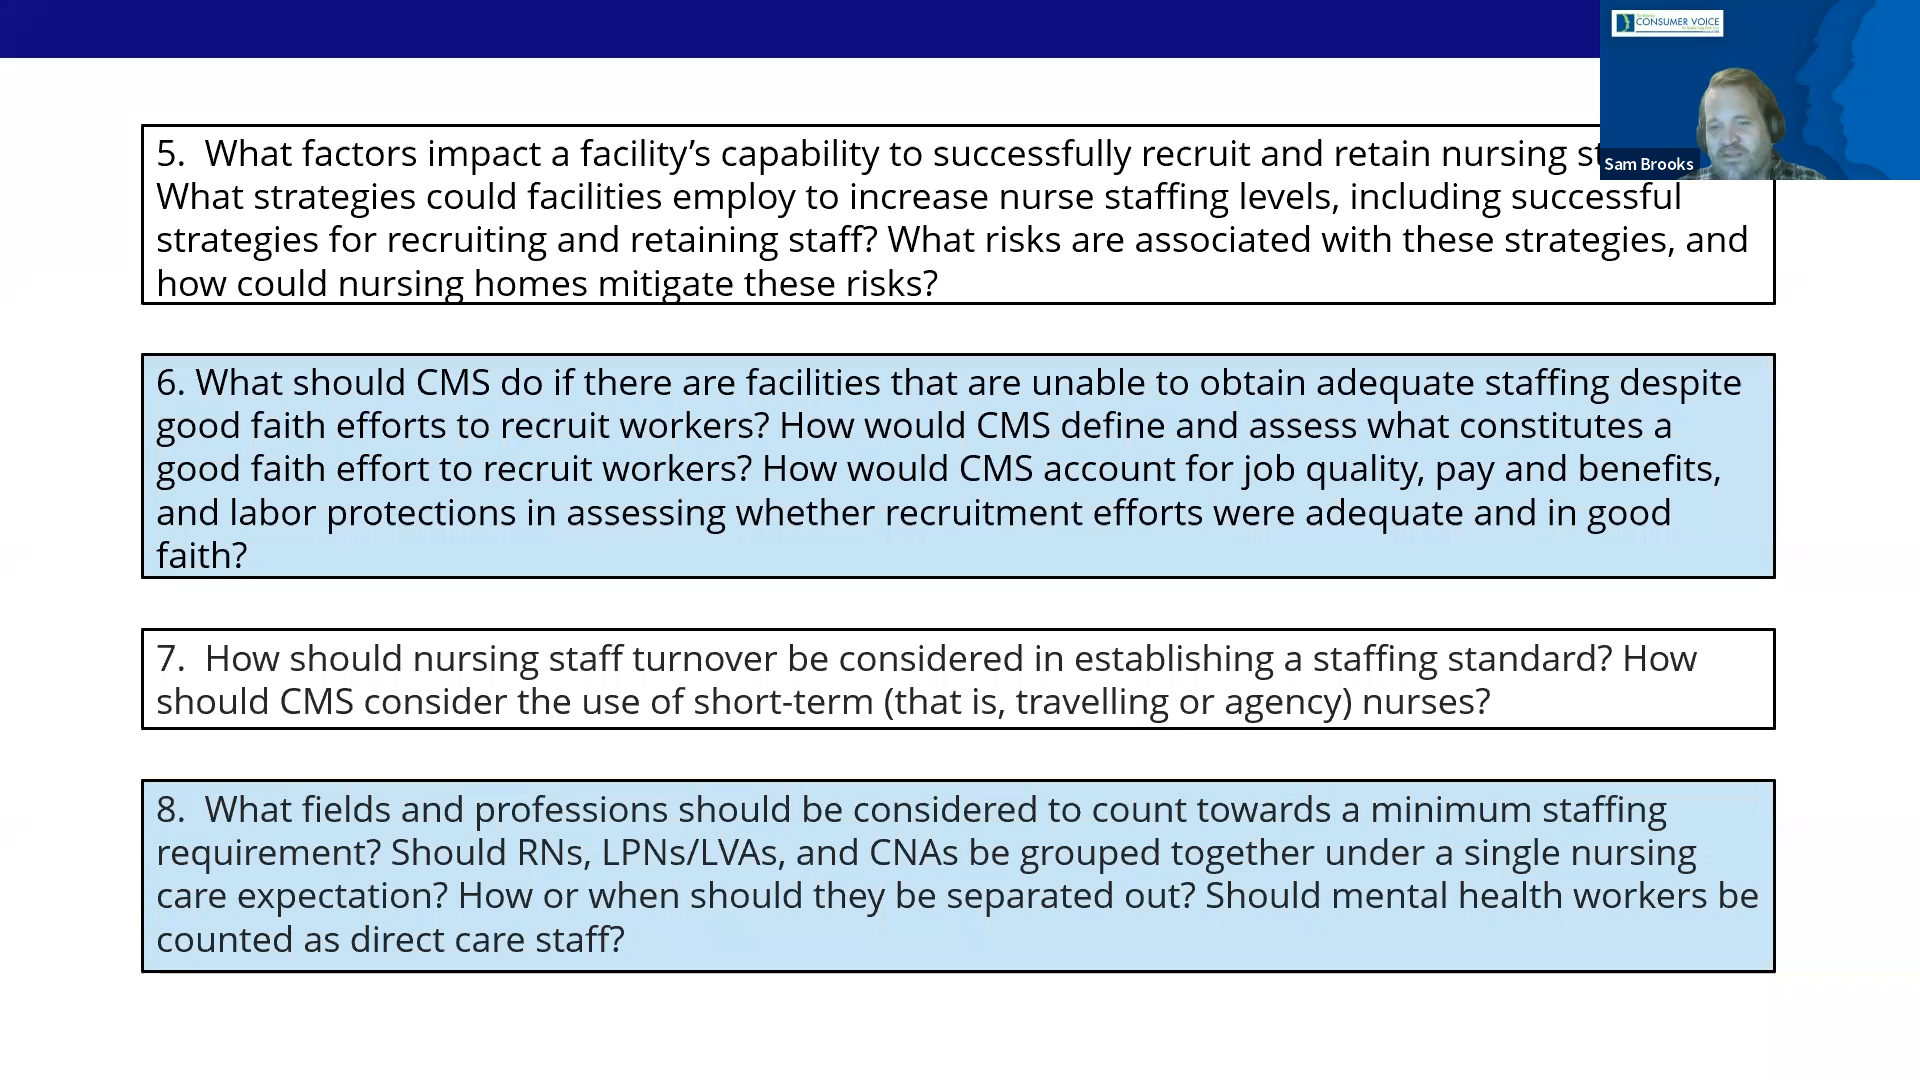 CONSUMER VOICE
Sam Brooks
5. What factors impact a facility’s capability to successfully recruit and retain nursing
What strategies could facilities employ to increase nurse staffing levels, including successful
strategies for recruiting and retaining staff? What risks are associated with these strategies, and
how could nursing homes mitigate these risks?
6. What should CMS do if there are facilities that are unable to obtain adequate staffing despite
good faith efforts to recruit workers? How would CMS define and assess what constitutes a
good faith effort to recruit workers? How would CMS account for job quality, pay and benefits,
and labor protections in assessing whether recruitment efforts were adequate and in good
faith?
7. How should nursing staff turnover be considered in establishing a staffing standard? How
should CMS consider the use of short-term (that is, travelling or agency) nurses?
8. What fields and professions should be considered to count towards a minimum staffing
requirement? Should RNs, LPNs/LVAs, and CNAs be grouped together under a single nursing
care expectation? How or when should they be separated out? Should mental health workers be
counted as direct care staff?